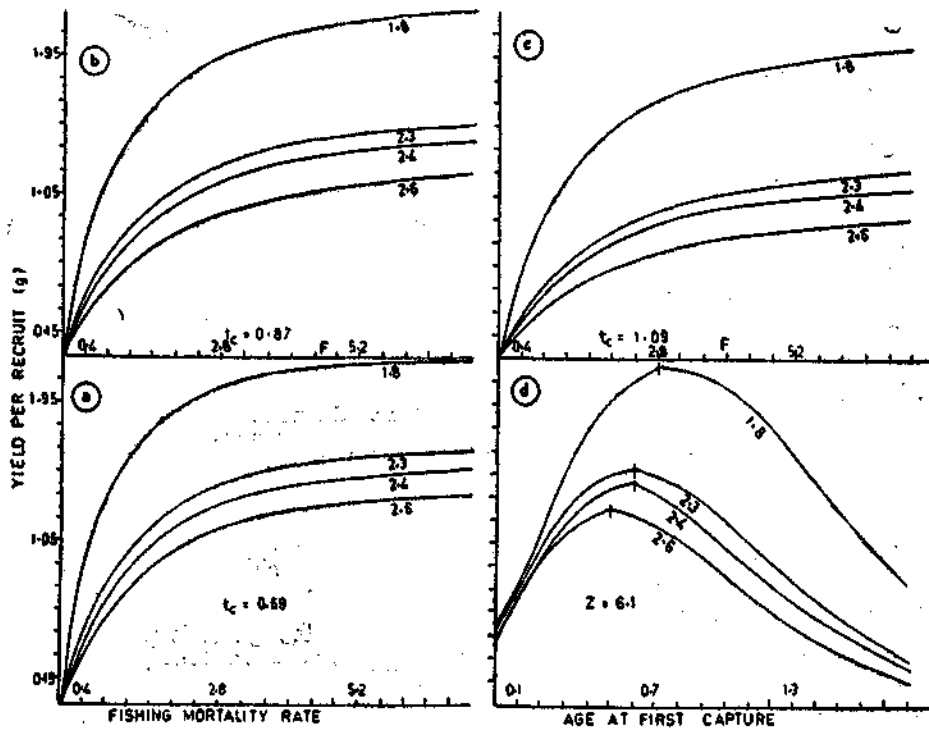 b
1.8
2.3
2.4
2.6
t_c = 0.87
0.4
2.8
F
5.2
1.95
1.05
0.45
c
1.8
2.3
2.4
2.6
t_c = 1.09
0.4
2.8
F
5.2
YIELD PER RECRUIT (g)
a
1.8
2.3
2.4
2.6
t_c = 0.69
1.95
0.4
2.8
5.2
FISHING MORTALITY RATE
d
1.8
2.3
2.4
2.6
Z = 6.1
0.1
0.7
1.3
AGE AT FIRST CAPTURE